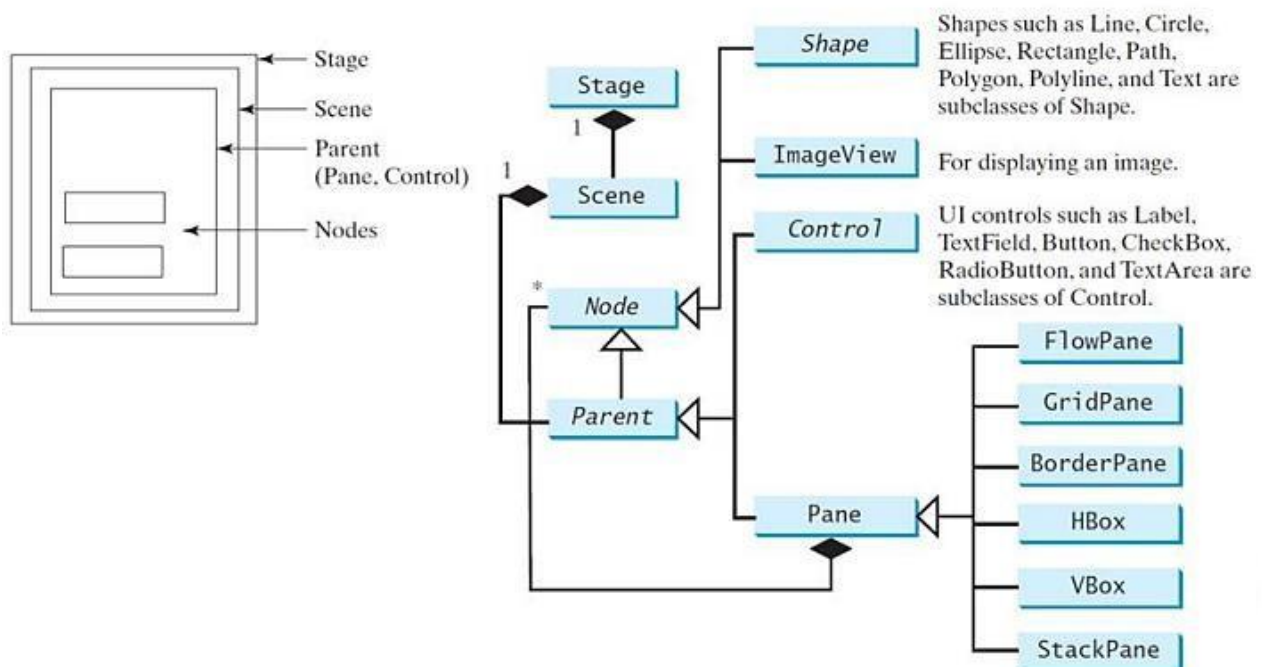 Stage
Scene
Parent
(Pane, Control)
Nodes
Stage
1
1
Scene
*
Node
Parent
Shape
Shapes such as Line, Circle,
Ellipse, Rectangle, Path,
Polygon, Polyline, and Text are
subclasses of Shape.
ImageView
For displaying an image.
Control
UI controls such as Label,
TextField, Button, CheckBox,
RadioButton, and TextArea are
subclasses of Control.
Pane
FlowPane
GridPane
BorderPane
HBox
VBox
StackPane